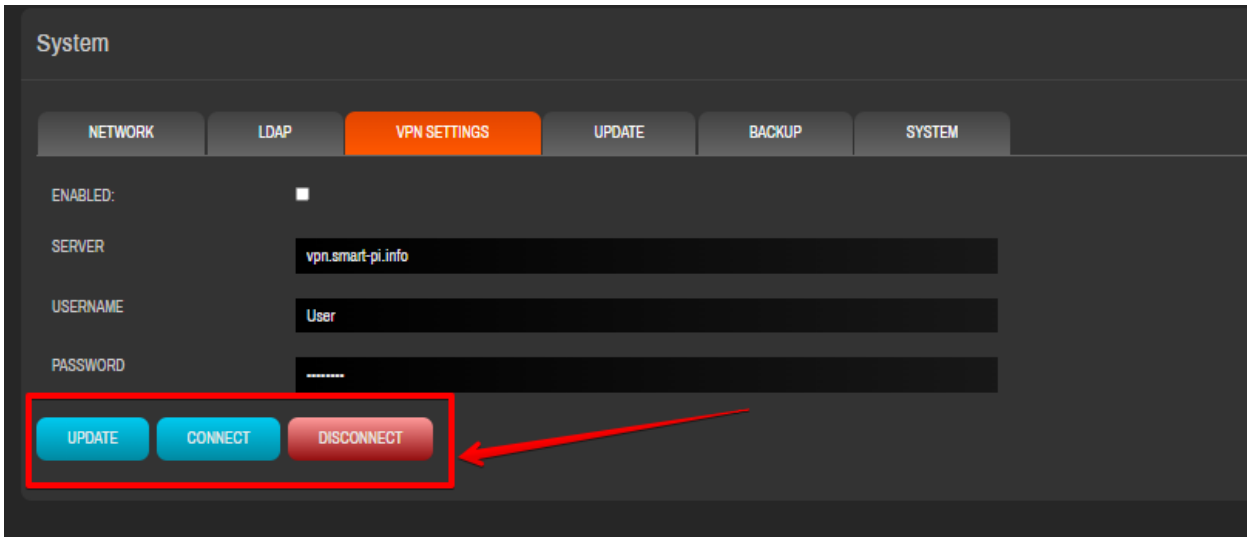 System
NETWORK LDAP VPN SETTINGS UPDATE BACKUP SYSTEM
ENABLED:
SERVER vpn.smart-pi.info
USERNAME User
PASSWORD --------
UPDATE CONNECT DISCONNECT